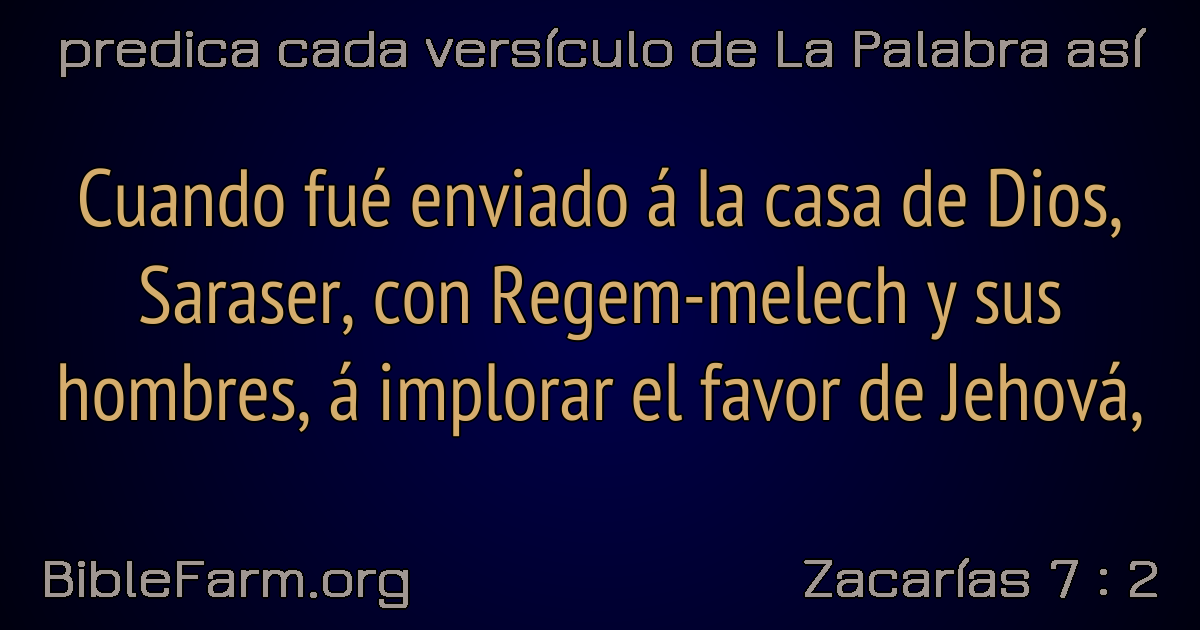 predica cada versículo de La Palabra así
Cuando fué enviado á la casa de Dios,
Saraser, con Regem-melech y sus
hombres, á implorar el favor de Jehová,
BibleFarm.org
Zacarías 7 : 2